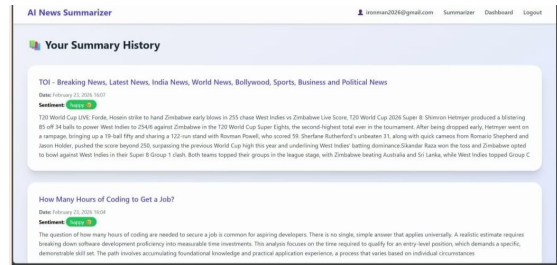 AI News Summarizer
ironman2026@gmail.com Summarizer Dashboard Logout
Your Summary History
TOI - Breaking News, Latest News, India News, World News, Bollywood, Sports, Business and Political News
Date: February 23, 2026 16:07
Sentiment: happy
T20 World Cup LIVE: Forde, Hosein strike to hand Zimbabwe early blows in 255 chase West Indies vs Zimbabwe Live Score, T20 World Cup 2026 Super 8: Shimron Hetmyer produced a blistering
85 off 34 balls to power West Indies to 254/6 against Zimbabwe in the T20 World Cup Super Eights, the second-highest total ever in the tournament. After being dropped early, Hetmyer went on
a rampage, bringing up a 19-ball fifty and sharing a 122-run stand with Rovman Powell, who scored 59. Sherfane Rutherford's unbeaten 31, along with quick cameos from Romario Shepherd and
Jason Holder, pushed the score beyond 250, surpassing the previous World Cup high this year and underlining West Indies' batting dominance.Sikandar Raza won the toss and Zimbabwe opted
to bowl against West Indies in their Super 8 Group 1 clash. Both teams topped their groups in the league stage, with Zimbabwe beating Australia and Sri Lanka, while West Indies topped Group C
How Many Hours of Coding to Get a Job?
Date: February 23, 2026 16:04
Sentiment: happy
The question of how many hours of coding are needed to secure a job is common for aspiring developers. There is no single, simple answer that applies universally. A realistic estimate requires
breaking down software development proficiency into measurable time investments. This analysis focuses on the time required to qualify for an entry-level position, which demands a specific,
demonstrable skill set. The path involves accumulating foundational knowledge and practical application experience, a process that varies based on individual circumstances